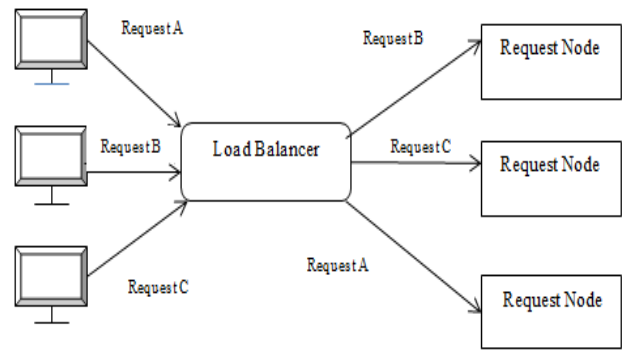 Request A
Request B
Request Node
Request B
Load Balancer
Request C
Request Node
Request C
Request A
Request Node